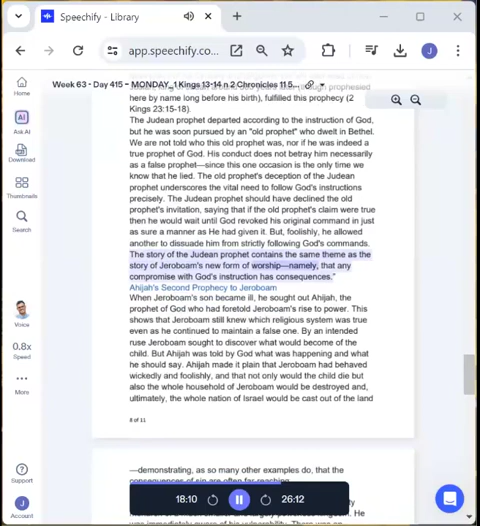 Speechify - Library
app.speechify.co...
J
Week 63 - Day 415 -- MONDAY_1 Kings 13-14 n 2 Chronicles 11 5...
Home
AI
Ask AI
Download
Thumbnails
Search
Voice
0.8x
Speed
More
Support
J
Account
here by name long before his birth), fulfilled this prophecy (2
Kings 23:15-18).
The Judean prophet departed according to the instruction of God,
but he was soon pursued by an "old prophet" who dwelt in Bethel.
We are not told who this old prophet was, nor if he was indeed a
true prophet of God. His conduct does not betray him necessarily
as a false prophet—since this one occasion is the only time we
know that he lied. The old prophet's deception of the Judean
prophet underscores the vital need to follow God's instructions
precisely. The Judean prophet should have declined the old
prophet's invitation, saying that if the old prophet's claim were true
then he would wait until God revoked his original command in just
as sure a manner as He had given it. But, foolishly, he allowed
another to dissuade him from strictly following God's commands.
The story of the Judean prophet contains the same theme as the
story of Jeroboam's new form of worship—namely, that any
compromise with God's instruction has consequences."
Ahijah's Second Prophecy to Jeroboam
When Jeroboam's son became ill, he sought out Ahijah, the
prophet of God who had foretold Jeroboam's rise to power. This
shows that Jeroboam still knew which religious system was true
even as he continued to maintain a false one. By an intended
ruse Jeroboam sought to discover what would become of the
child. But Ahijah was told by God what was happening and what
he should say. Ahijah made it plain that Jeroboam had behaved
wickedly and foolishly, and that not only would the child die but
also the whole household of Jeroboam would be destroyed and,
ultimately, the whole nation of Israel would be cast out of the land
8 of 11
—demonstrating, as so many other examples do, that the
consequences of sin are often far-reaching.
18:10
26:12